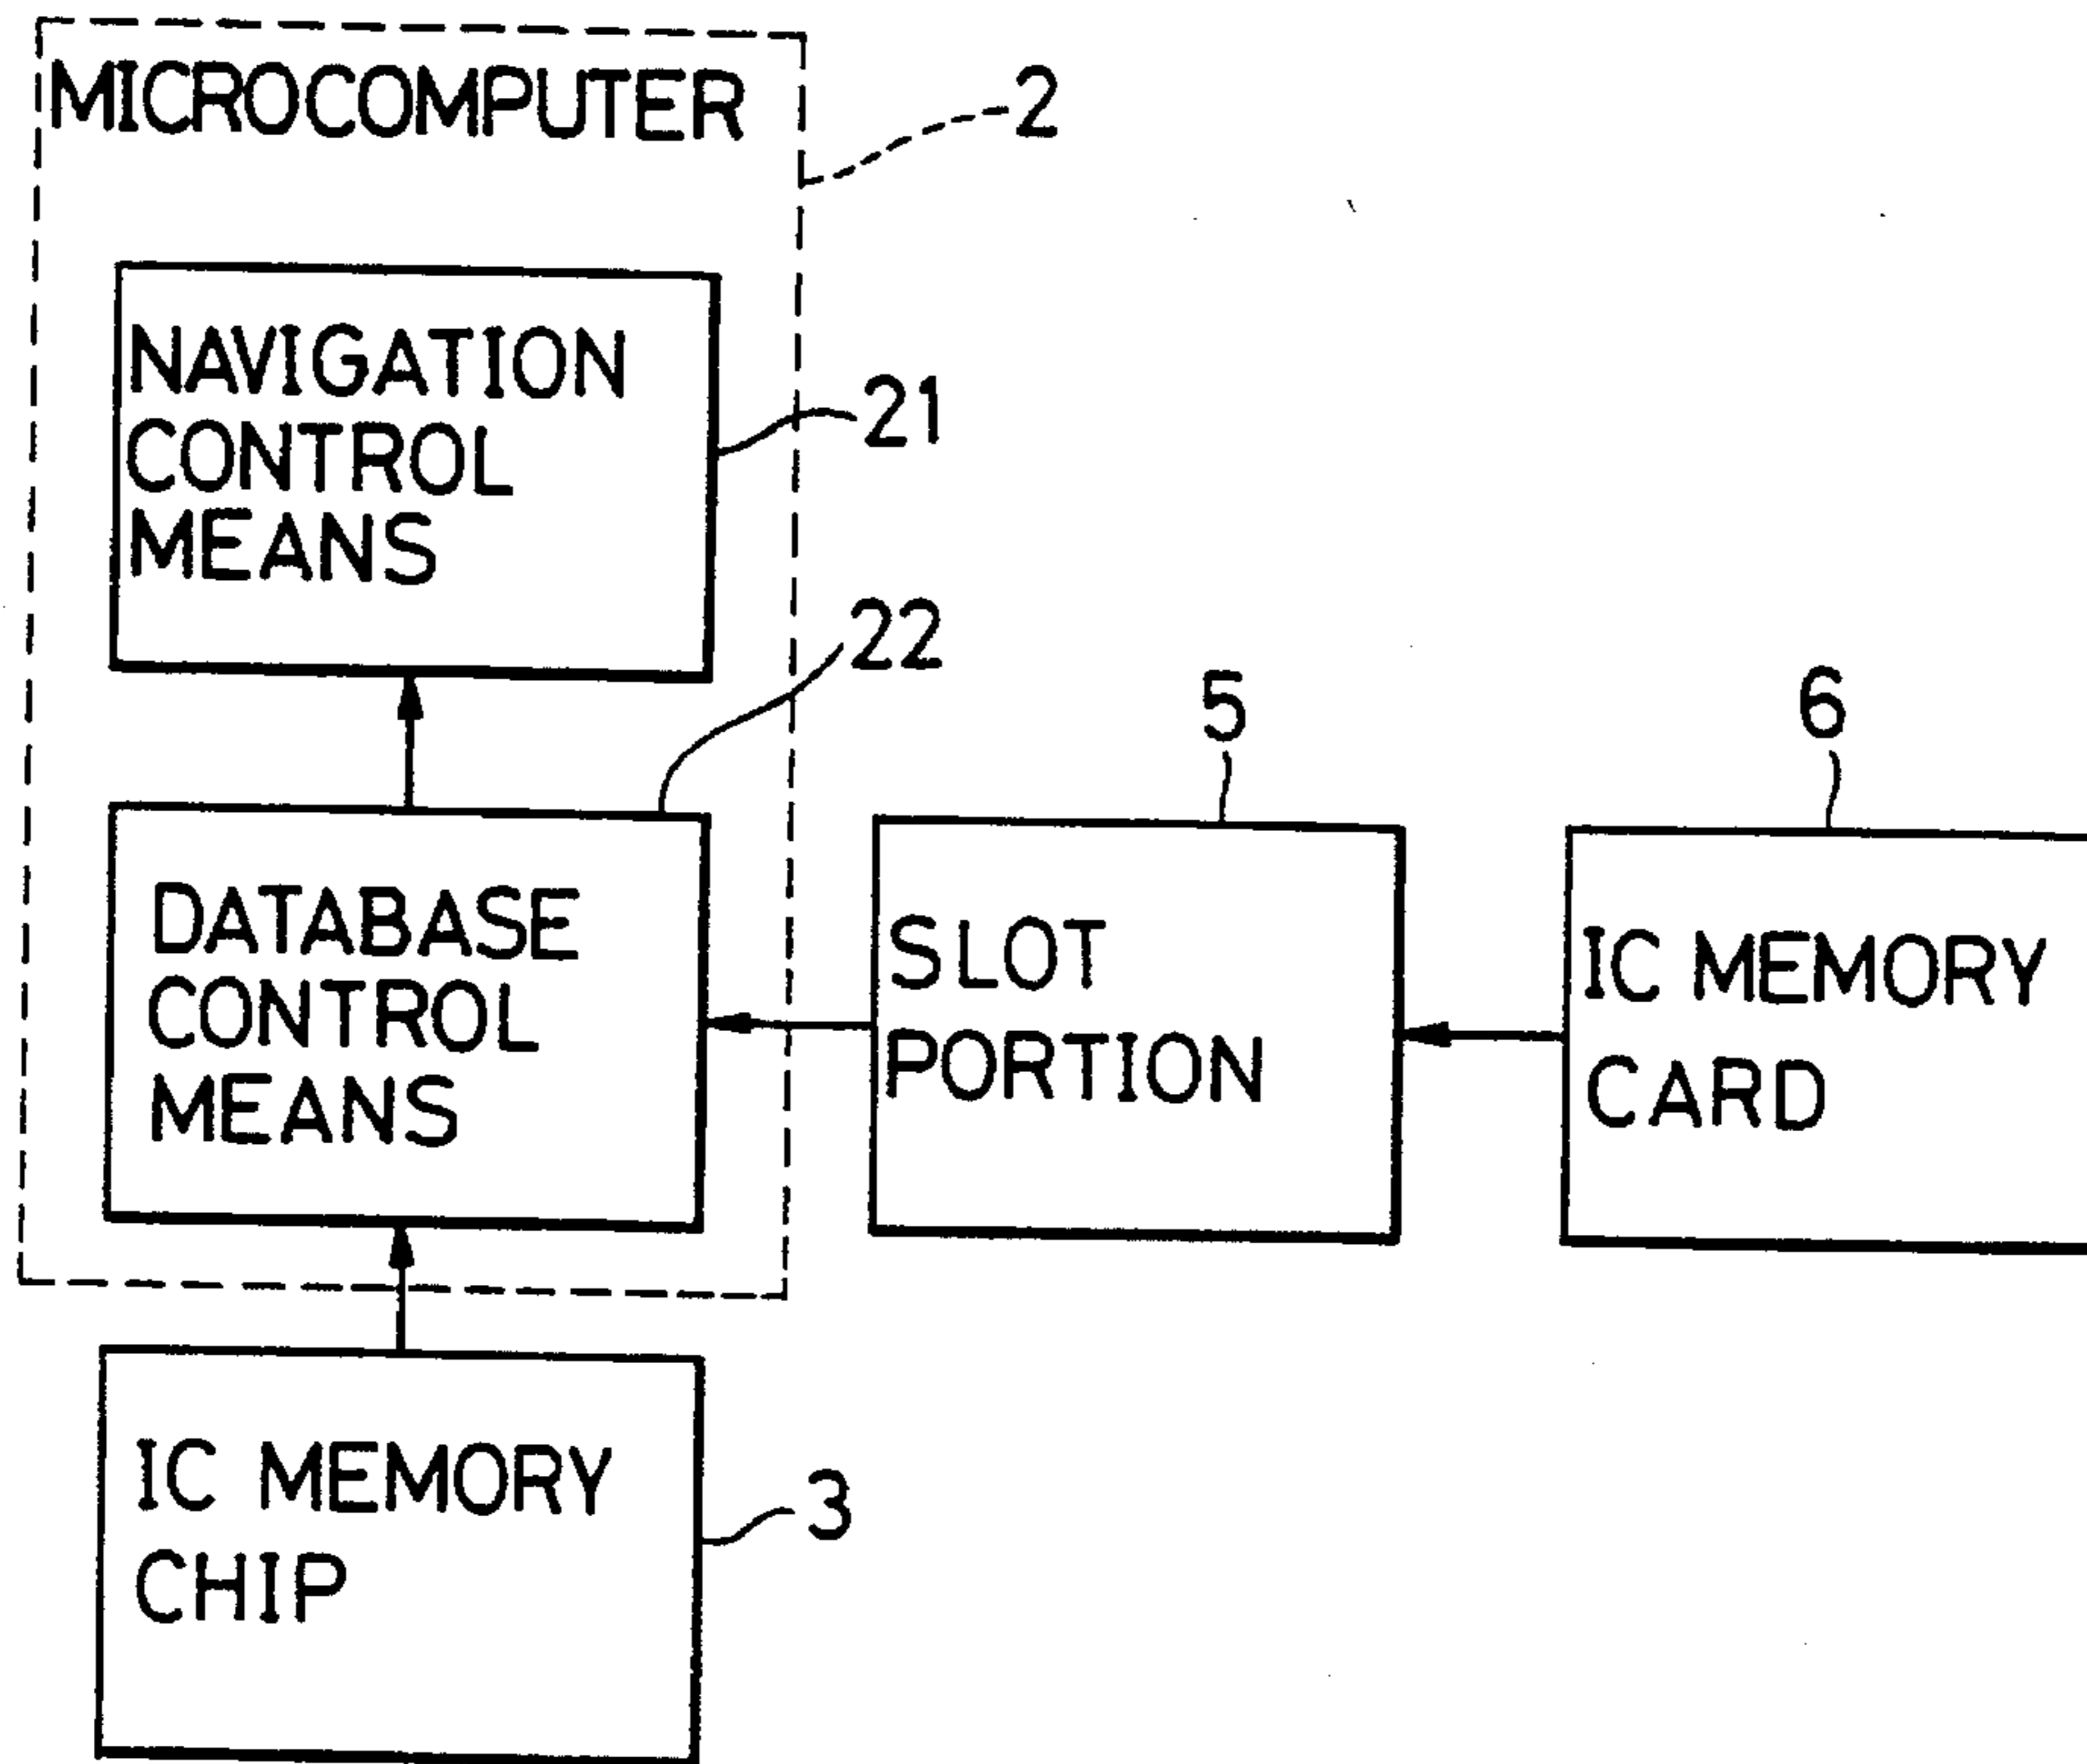 MICROCOMPUTER
2
NAVIGATION
CONTROL
MEANS
21
22
5
6
DATABASE
CONTROL
MEANS
SLOT
PORTION
IC MEMORY
CARD
IC MEMORY
CHIP
3